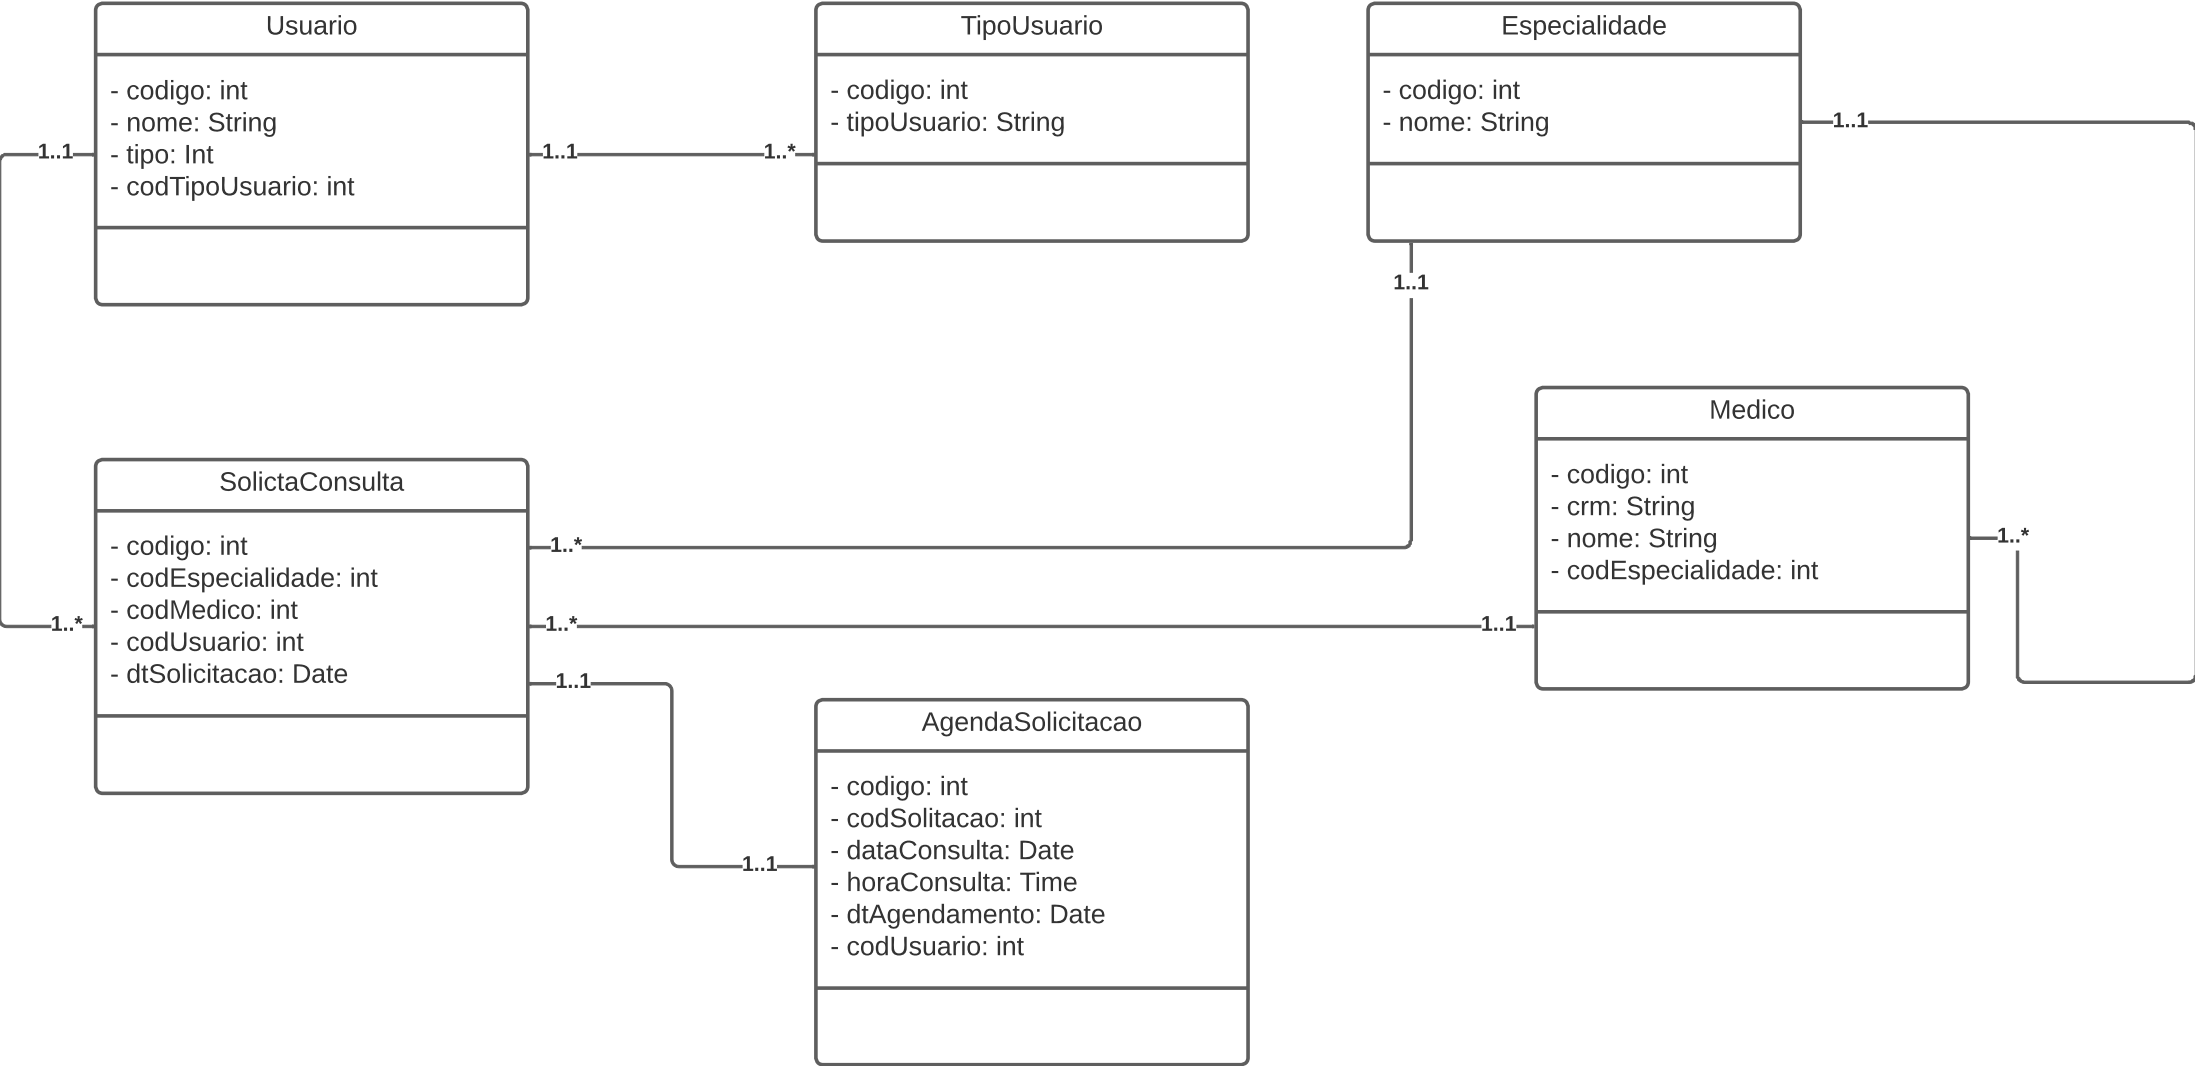 Usuario
- codigo: int
- nome: String
- tipo: Int
- codTipoUsuario: int
1..1
1..1
1..*
TipoUsuario
- codigo: int
- tipoUsuario: String
Especialidade
- codigo: int
- nome: String
1..1
1..1
Medico
- codigo: int
- crm: String
- nome: String
- codEspecialidade: int
1..*
1..1
SolictaConsulta
- codigo: int
- codEspecialidade: int
- codMedico: int
- codUsuario: int
- dtSolicitacao: Date
1..*
1..*
1..*
1..1
1..1
AgendaSolicitacao
- codigo: int
- codSolitacao: int
- dataConsulta: Date
- horaConsulta: Time
- dtAgendamento: Date
- codUsuario: int